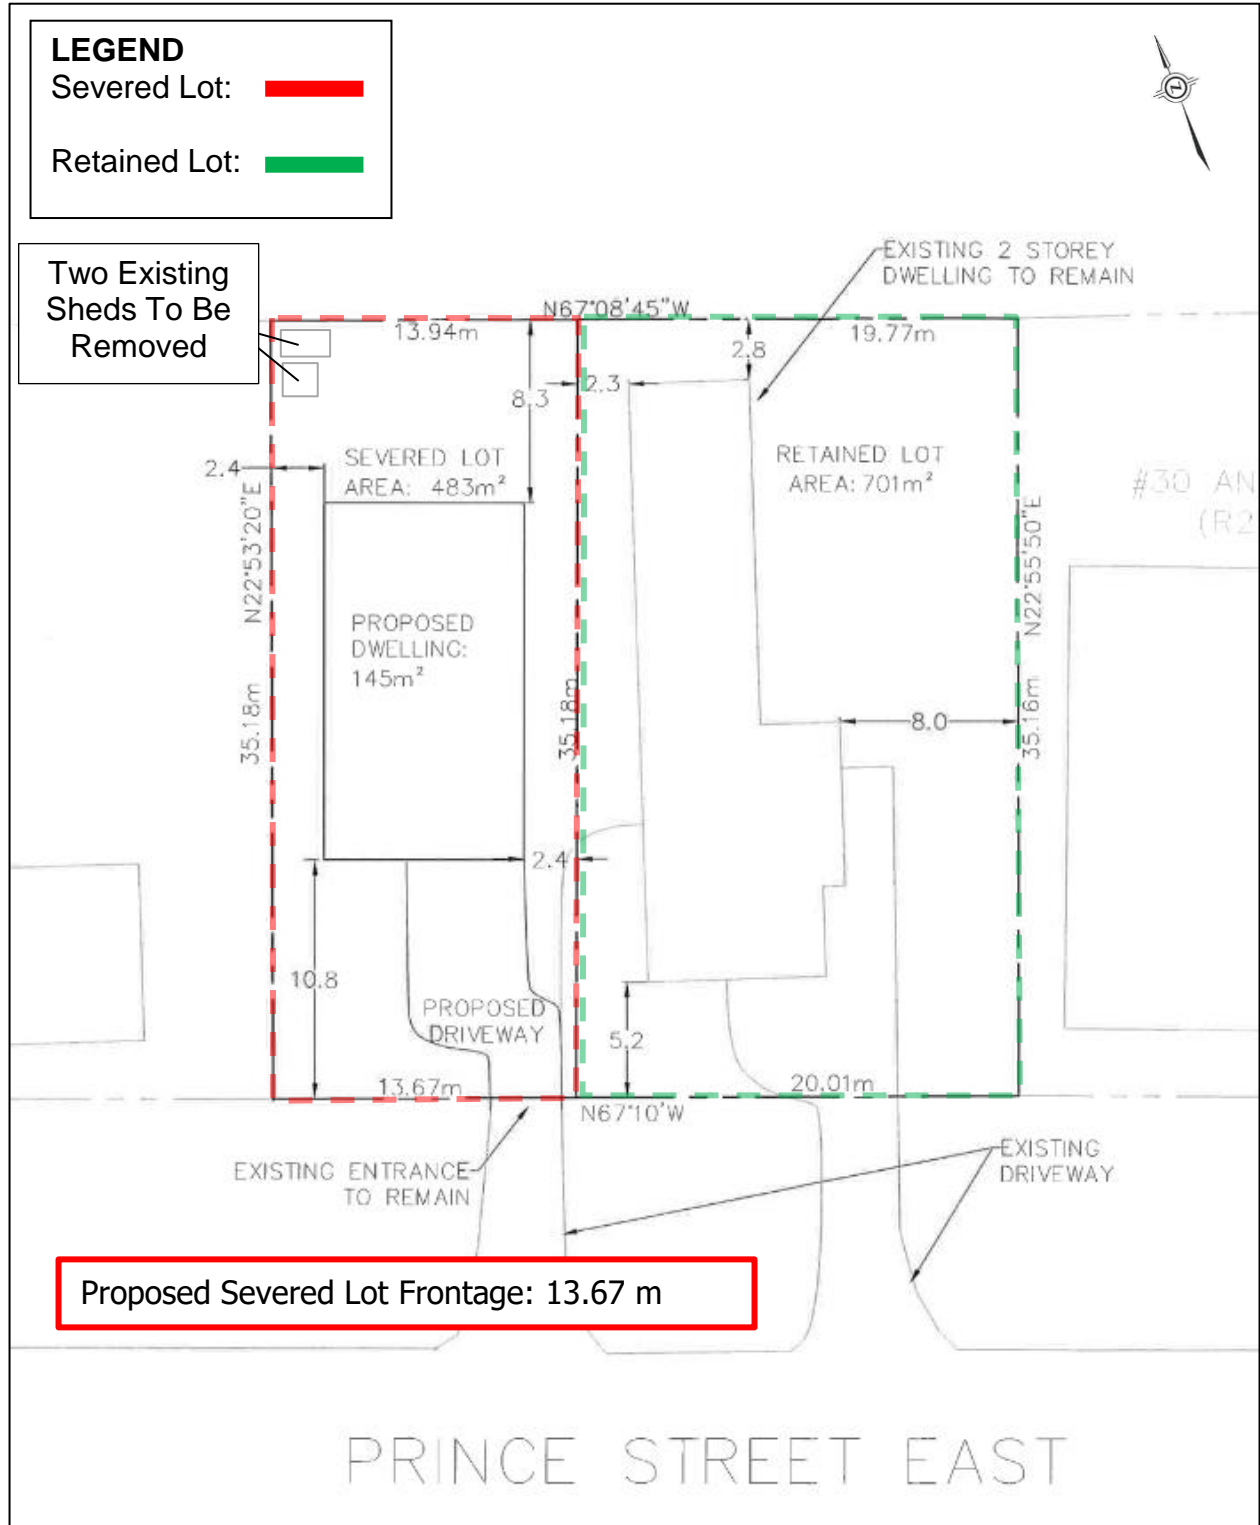 LEGEND
Severed Lot:
Retained Lot:
Z
Two Existing
Sheds To Be
Removed
EXISTING 2 STOREY
DWELLING TO REMAIN
N67°08'45"W
13.94m
19.77m
2.8
2.3
8.3
2.4
SEVERED LOT
AREA: 483m²
RETAINED LOT
AREA: 701m²
#30 AN
(R2
N22°53'20"E
N22°55'50"E
PROPOSED
DWELLING:
145m²
35.18m
35.18m
35.16m
8.0
2.4
10.8
PROPOSED
DRIVEWAY
5.2
13.67m
20.01m
N67°10'W
EXISTING ENTRANCE
TO REMAIN
EXISTING
DRIVEWAY
Proposed Severed Lot Frontage: 13.67 m
PRINCE STREET EAST